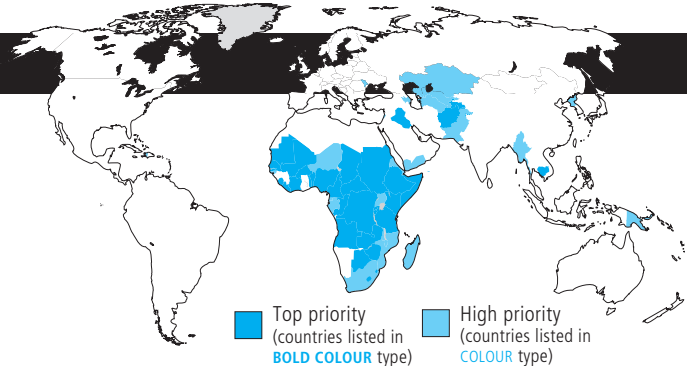 Top priority
(countries listed in
BOLD COLOUR type)
High priority
(countries listed in
COLOUR type)